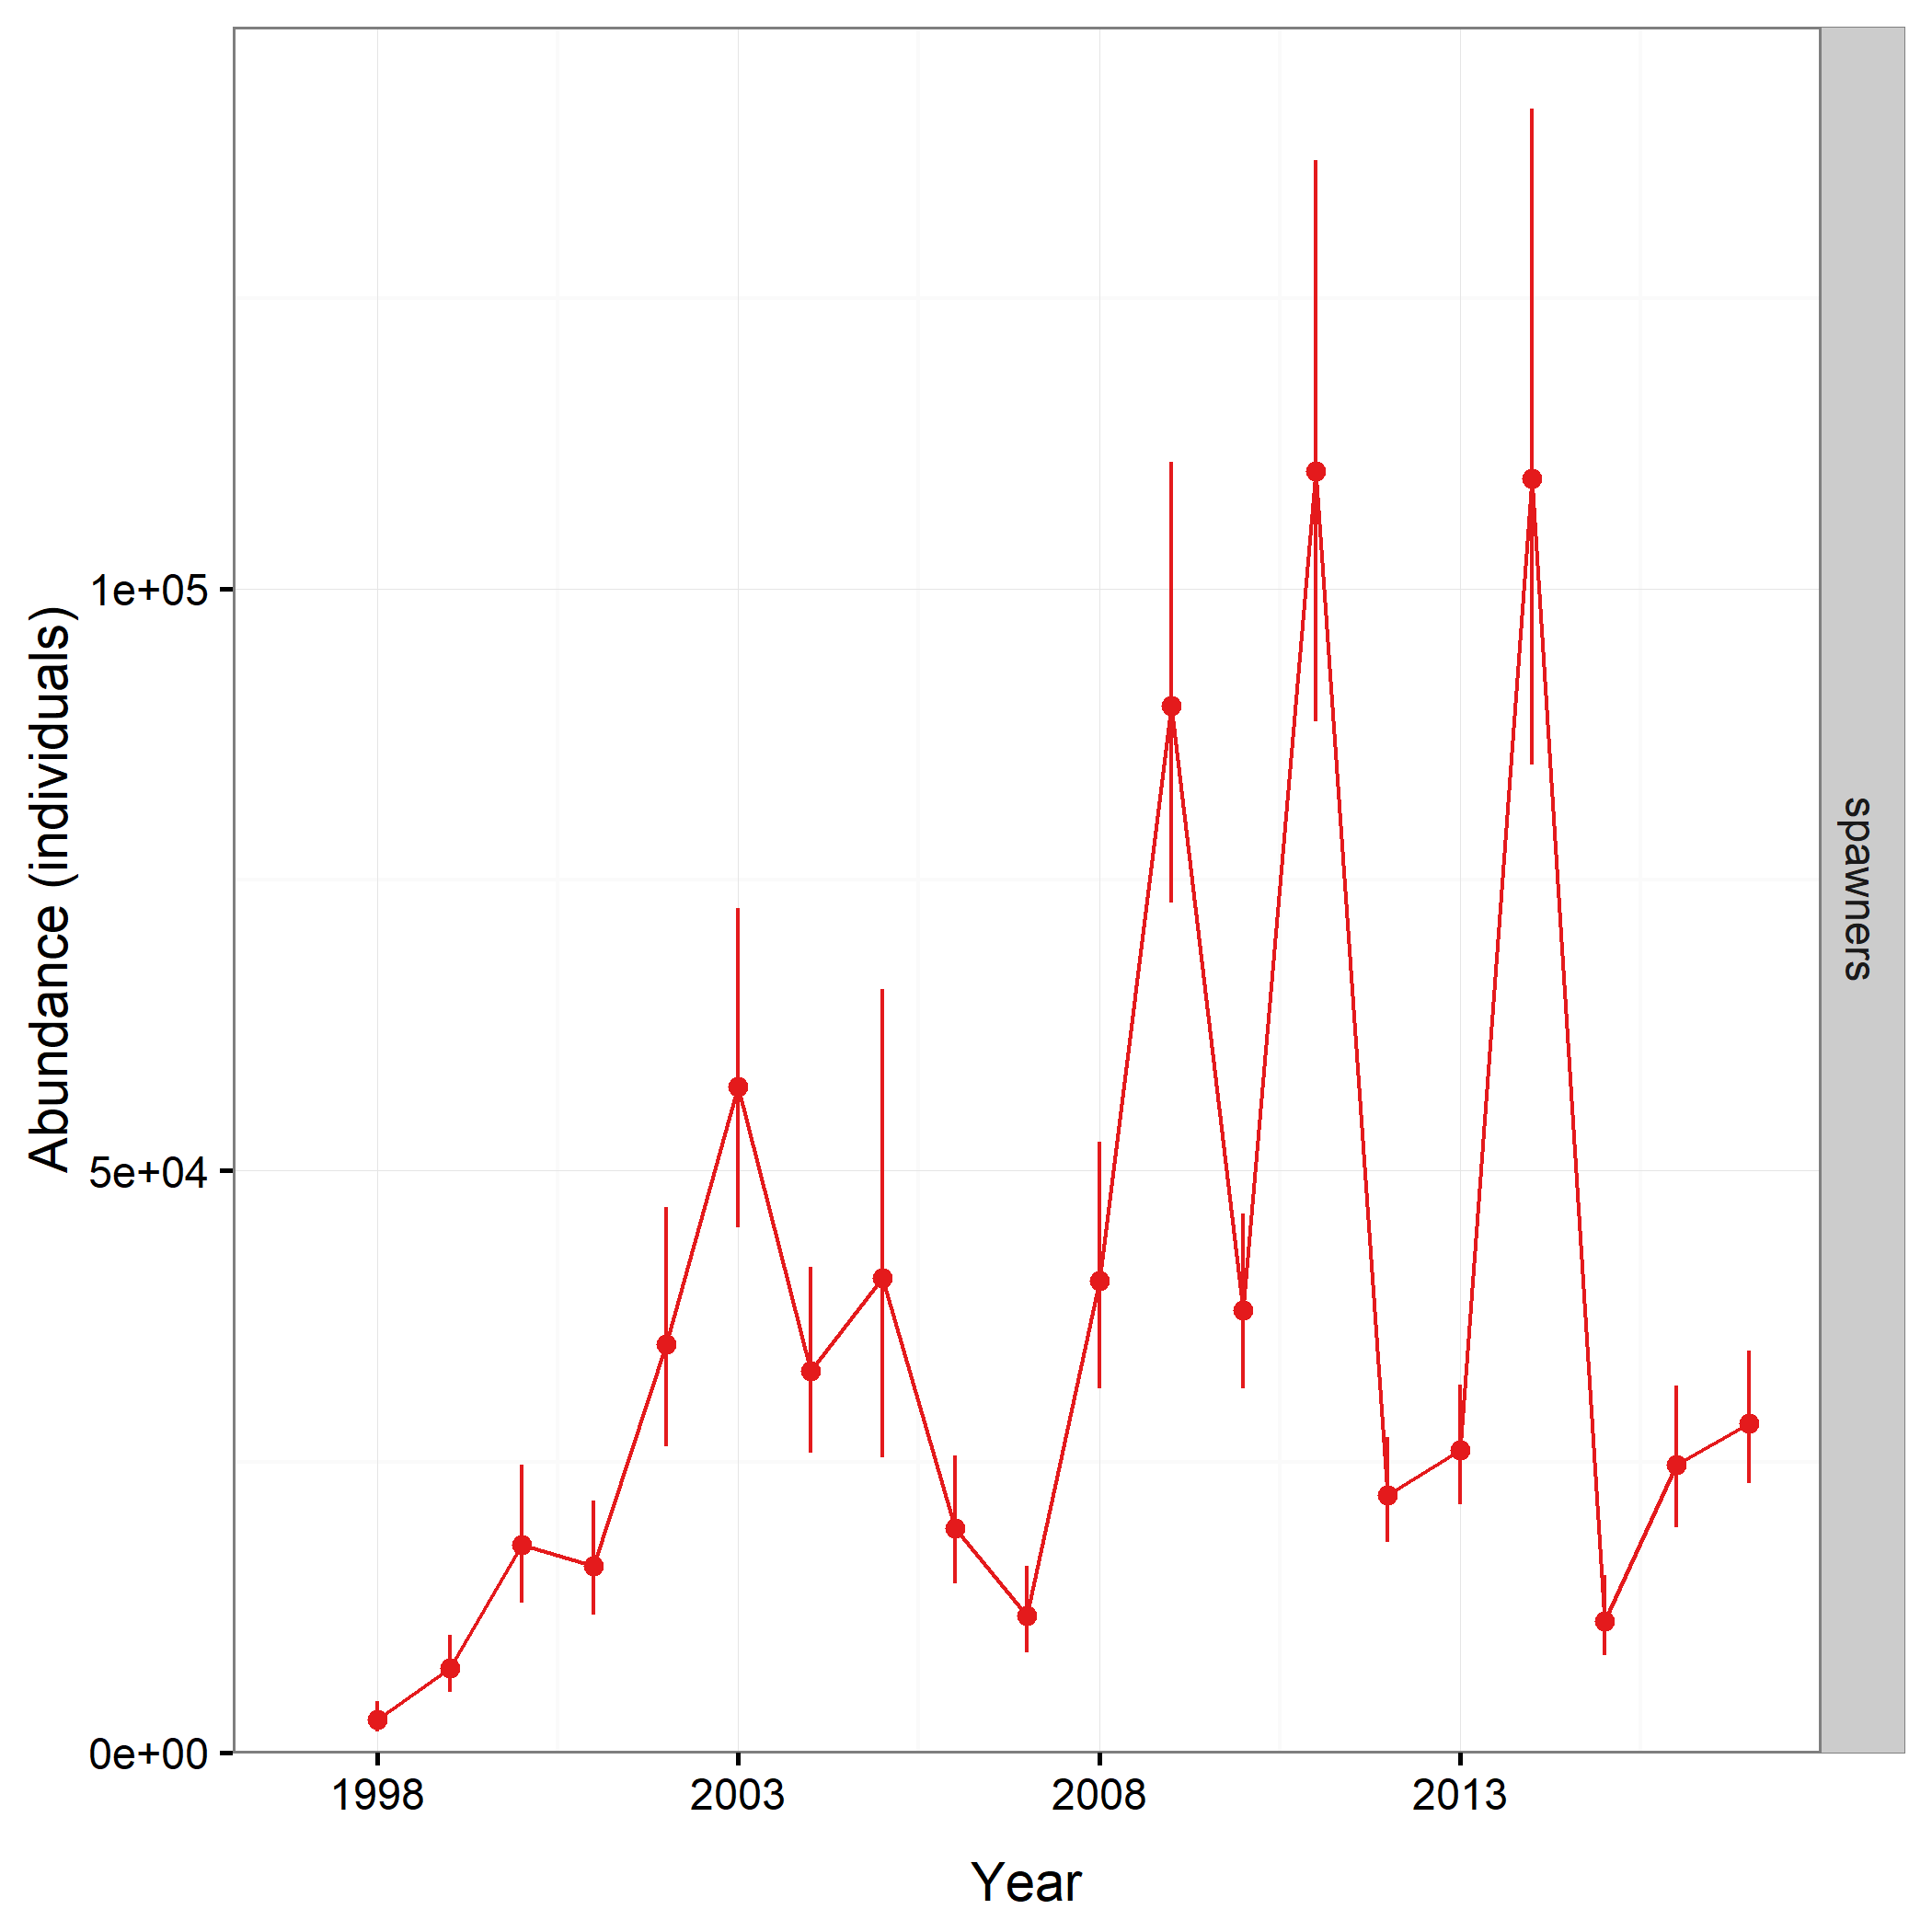 Abundance (individuals)
1e+05
5e+04
0e+00
1998
2003
2008
2013
Year
spawners